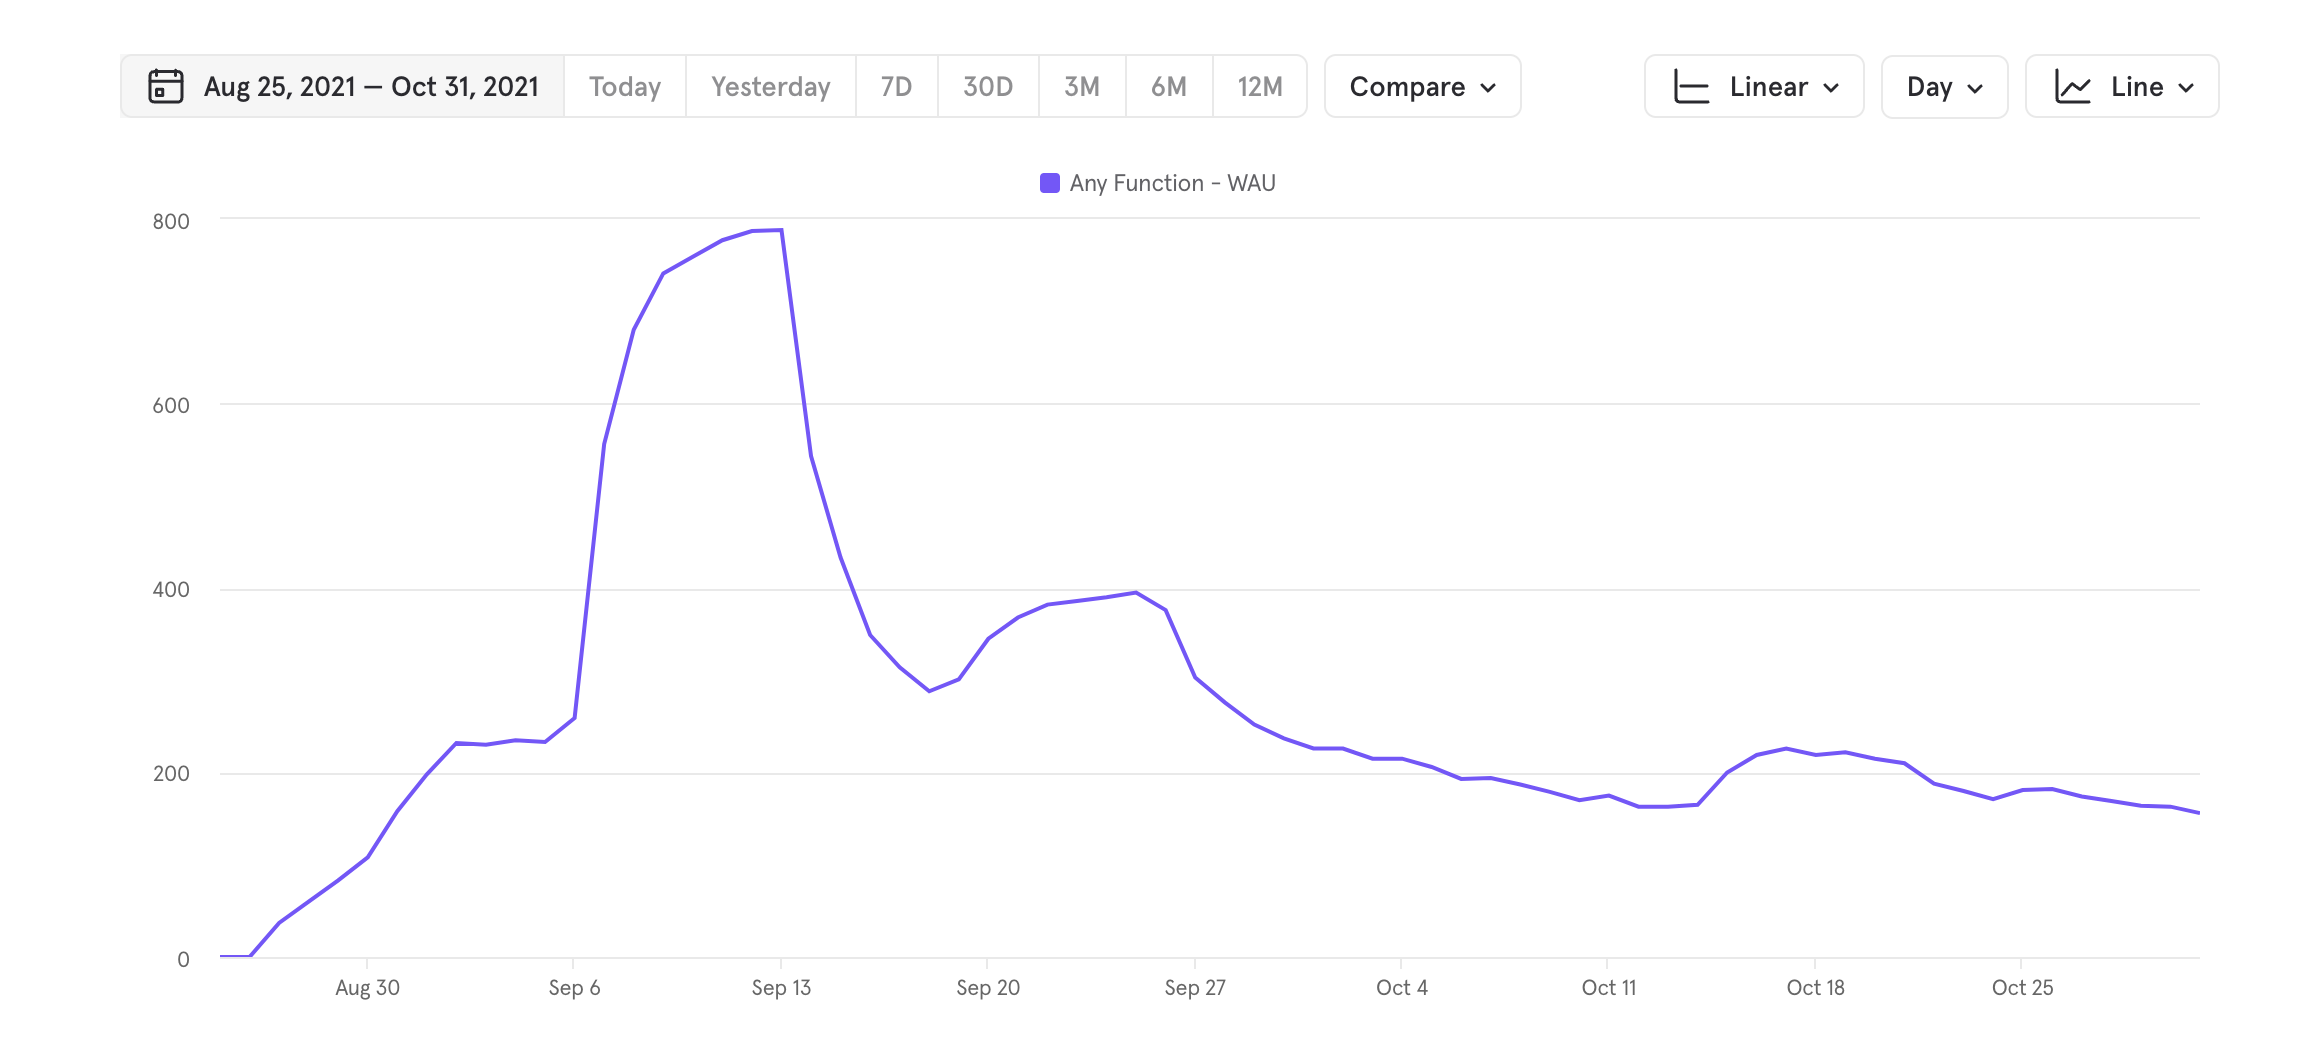 Aug 25, 2021 — Oct 31, 2021 Today Yesterday 7D 30D 3M 6M 12M Compare Linear Day Line
Any Function - WAU
800
600
400
200
0
Aug 30 Sep 6 Sep 13 Sep 20 Sep 27 Oct 4 Oct 11 Oct 18 Oct 25